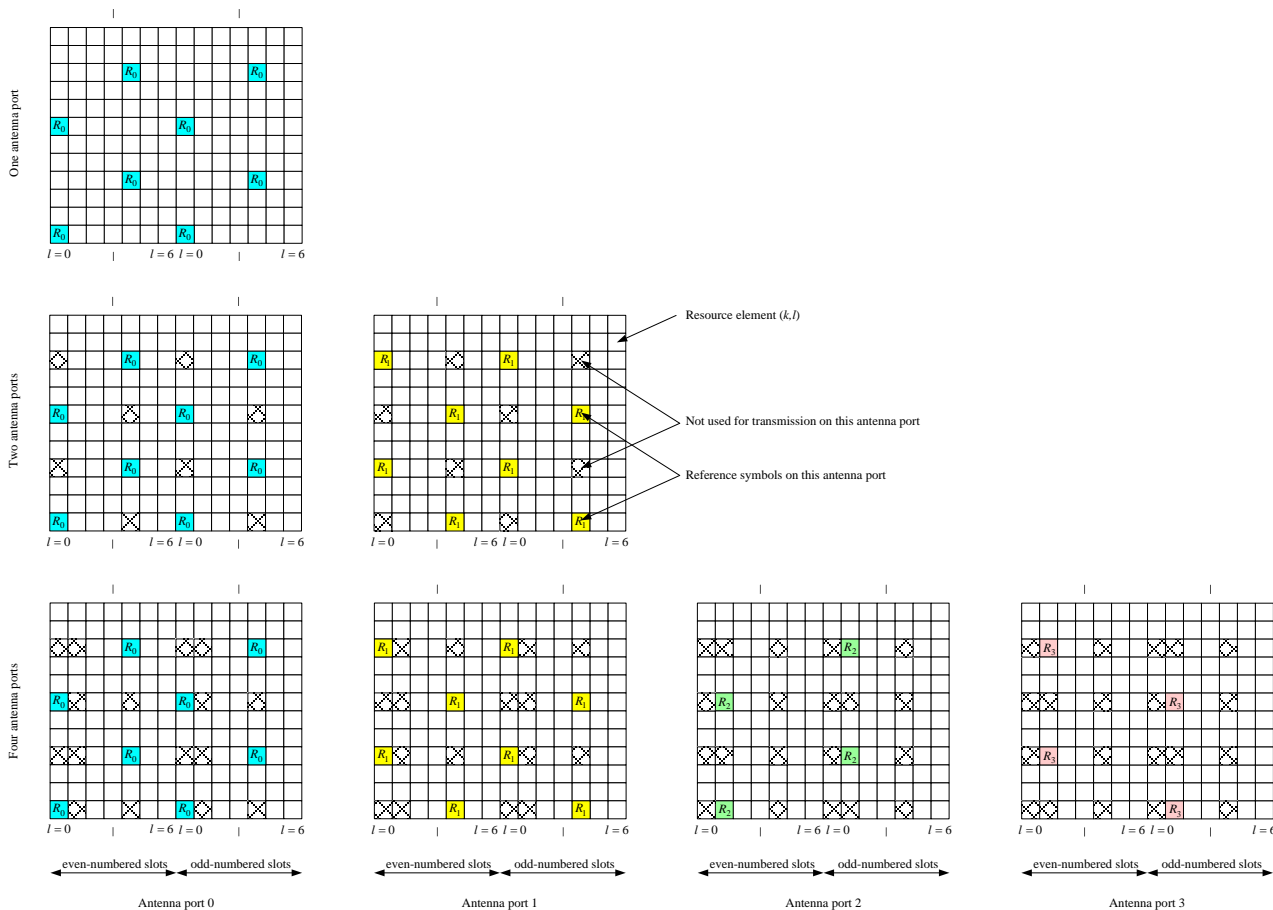 One antenna port
R0 R0
R0 R0
R0 R0
R0 R0
l = 0 l = 6 l = 0 l = 6
Two antenna ports
Resource element (k,l)
R0 R0 R1 R1
R0 R0 R1 R1
Not used for transmission on this antenna port
R0 R0 R1 R1
Reference symbols on this antenna port
R0 R0 R1 R1
l = 0 l = 6 l = 0 l = 6 l = 0 l = 6 l = 0 l = 6
Four antenna ports
R0 R0 R1 R1 R2 R3
R0 R0 R1 R1 R2 R3
R0 R0 R1 R1 R2 R3
R0 R0 R1 R1 R2 R3
l = 0 l = 6 l = 0 l = 6 l = 0 l = 6 l = 0 l = 6 l = 0 l = 6 l = 0 l = 6 l = 0 l = 6 l = 0 l = 6
even-numbered slots odd-numbered slots even-numbered slots odd-numbered slots even-numbered slots odd-numbered slots even-numbered slots odd-numbered slots
Antenna port 0 Antenna port 1 Antenna port 2 Antenna port 3